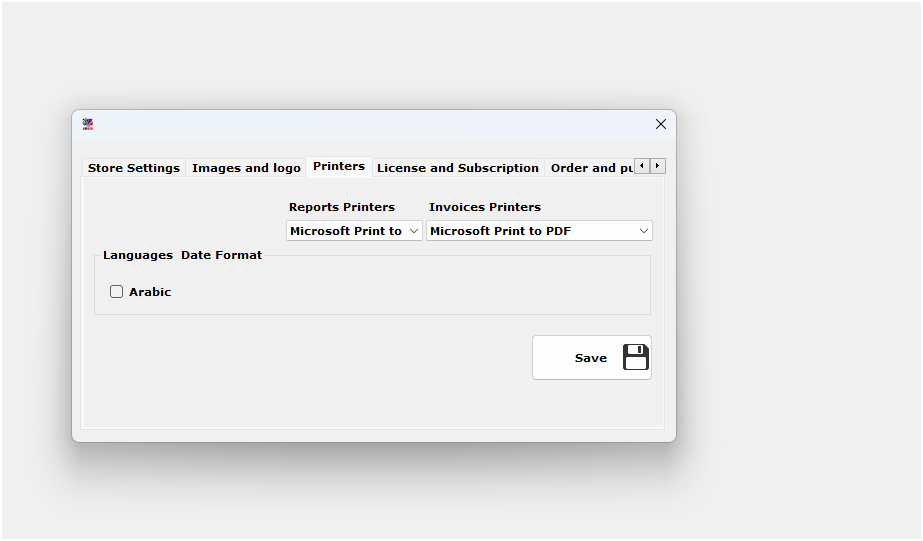 Store Settings
Images and logo
Printers
License and Subscription
Order and pu
Reports Printers
Invoices Printers
Microsoft Print to
Microsoft Print to PDF
Languages  Date Format
Arabic
Save